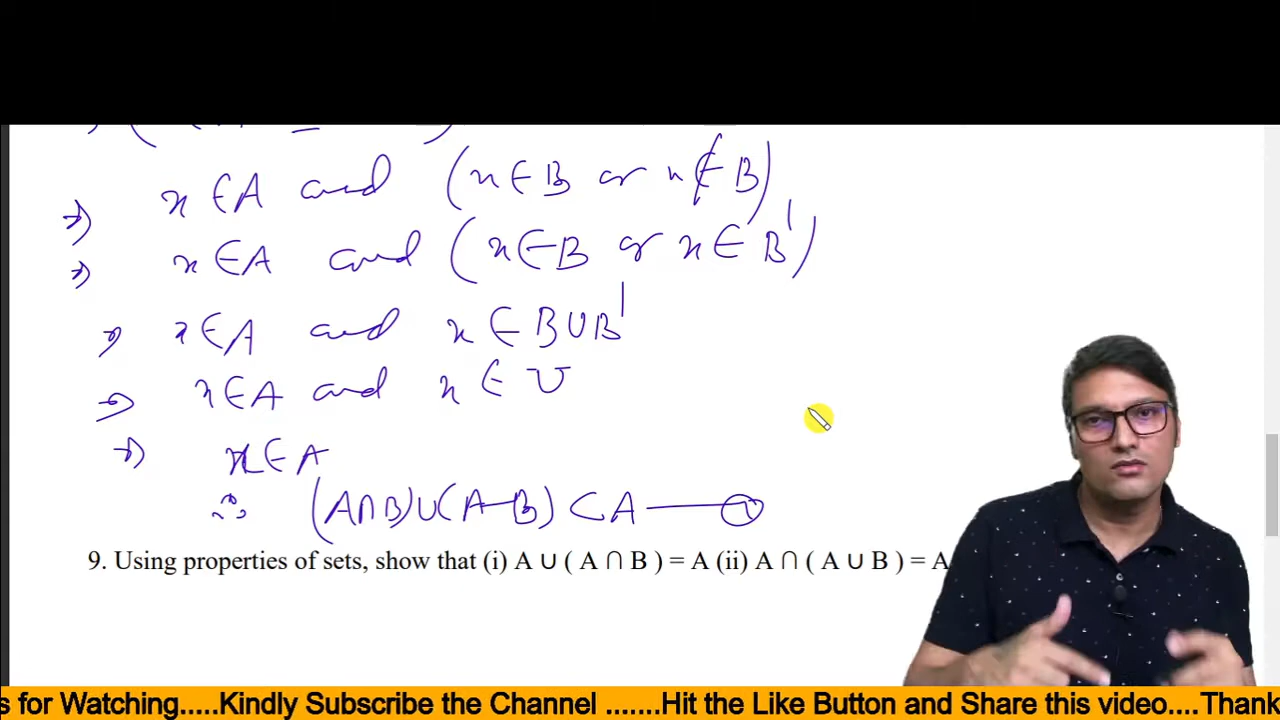 ⇒ x ∈ A and (x ∈ B or x ∉ B)
⇒ x ∈ A and (x ∈ B or x ∈ B')
⇒ x ∈ A and x ∈ B ∪ B'
⇒ x ∈ A and x ∈ U
⇒ x ∈ A
∴ (A ∩ B) ∪ (A - B) ⊂ A
9. Using properties of sets, show that (i) A ∪ ( A ∩ B ) = A (ii) A ∩ ( A ∪ B ) = A
s for Watching.....Kindly Subscribe the Channel .......Hit the Like Button and Share this video....Thank